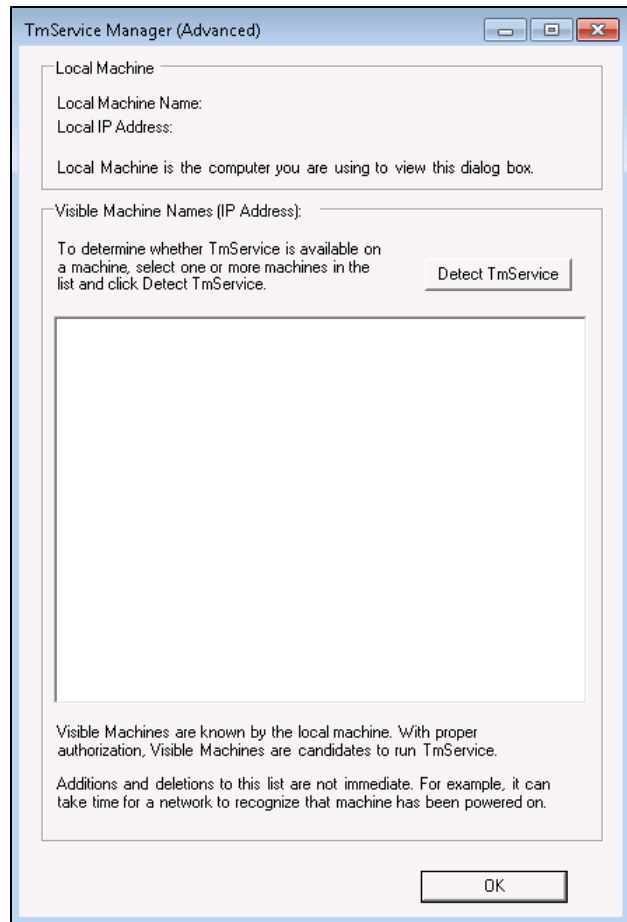 TmService Manager (Advanced)
Local Machine
Local Machine Name:
Local IP Address:
Local Machine is the computer you are using to view this dialog box.
Visible Machine Names (IP Address):
To determine whether TmService is available on
a machine, select one or more machines in the
list and click Detect TmService.
Detect TmService
Visible Machines are known by the local machine. With proper
authorization, Visible Machines are candidates to run TmService.
Additions and deletions to this list are not immediate. For example, it can
take time for a network to recognize that machine has been powered on.
OK